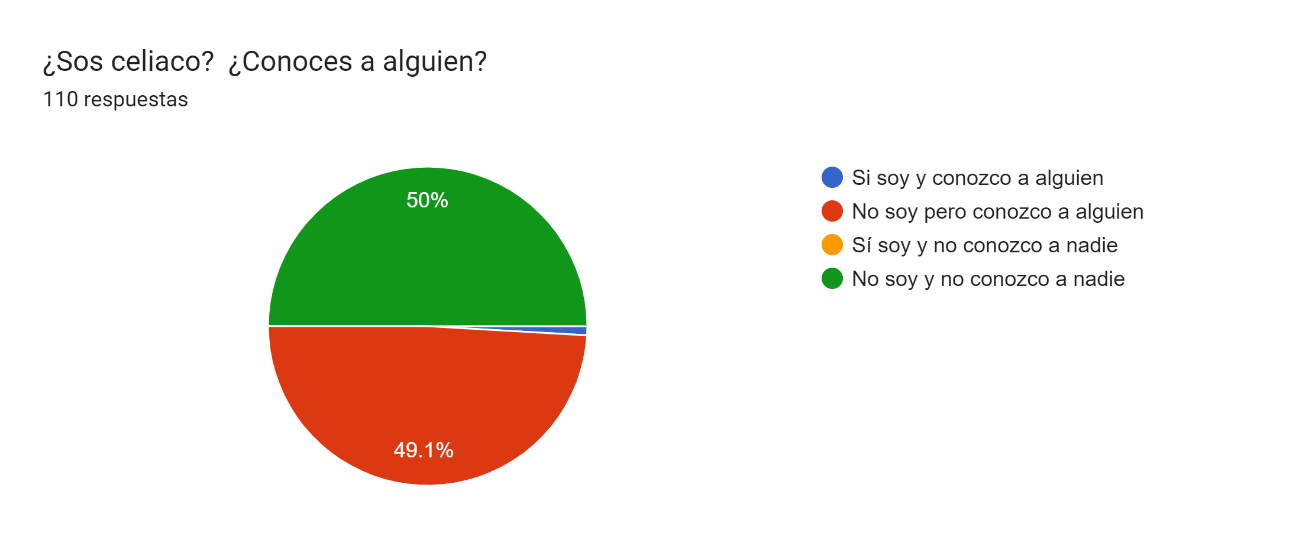 ¿Sos celiaco?  ¿Conoces a alguien?
110 respuestas
50%
49.1%
Si soy y conozco a alguien
No soy pero conozco a alguien
Sí soy y no conozco a nadie
No soy y no conozco a nadie